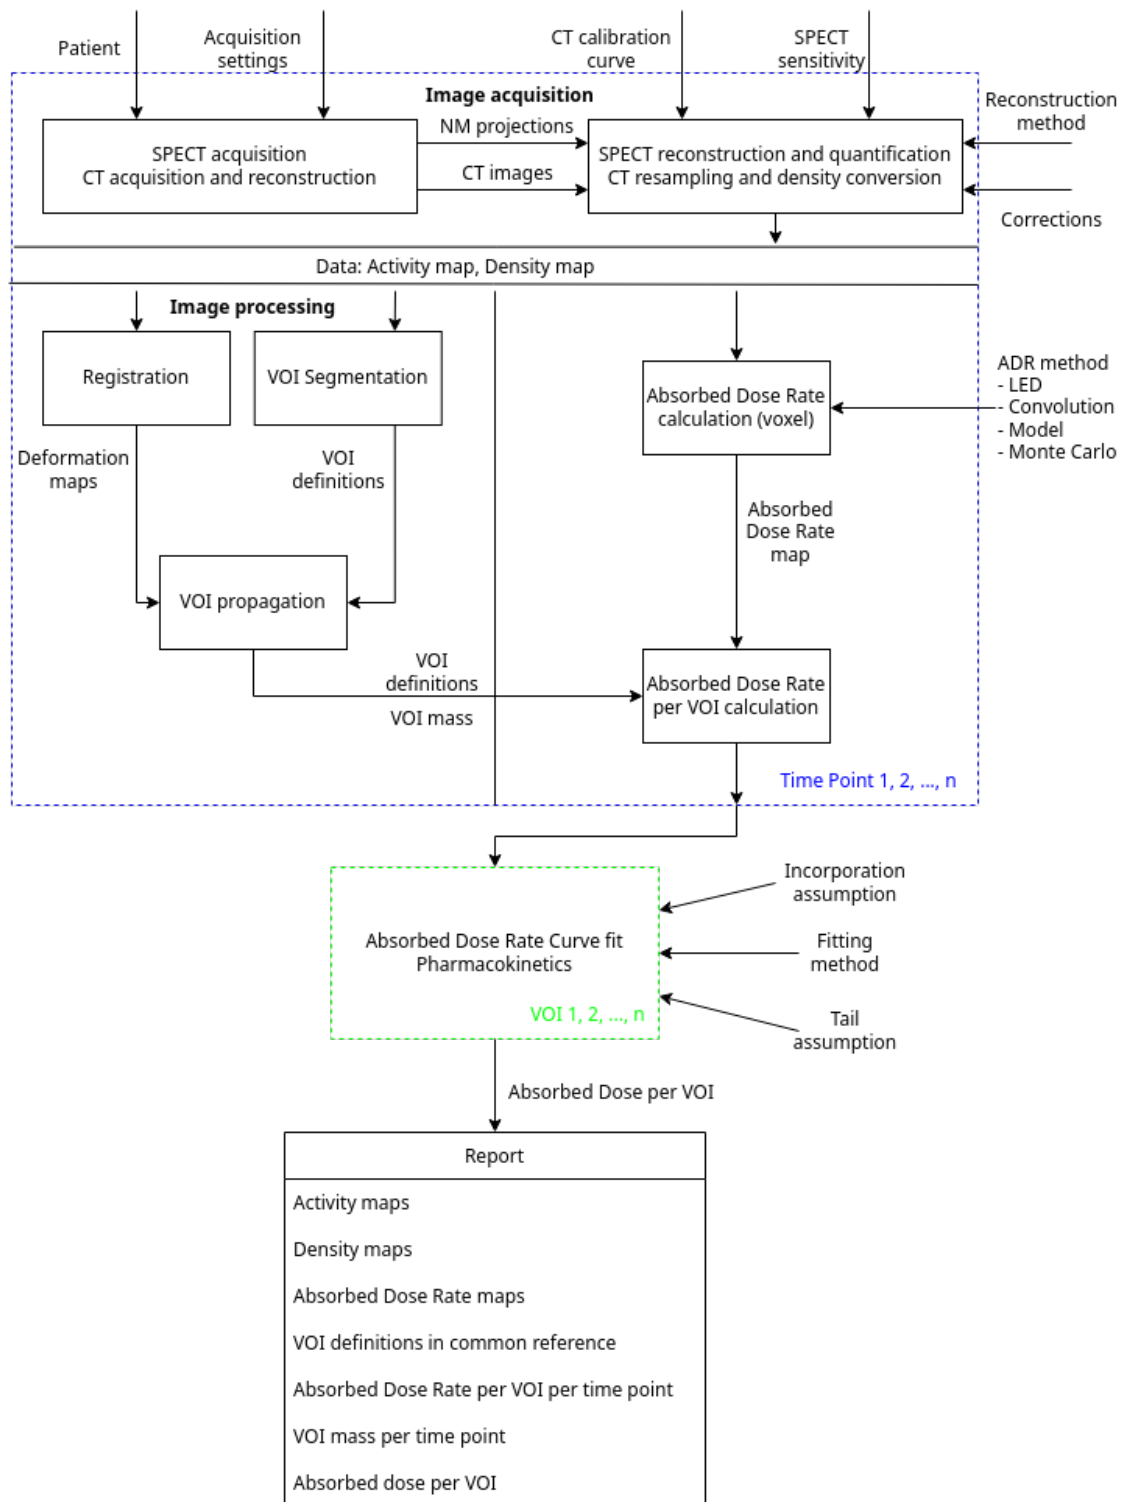 Patient
Acquisition
settings
CT calibration
curve
SPECT
sensitivity
Image acquisition
Reconstruction
method
NM projections
SPECT acquisition
CT acquisition and reconstruction
CT images
SPECT reconstruction and quantification
CT resampling and density conversion
Corrections
Data: Activity map, Density map
Image processing
Registration
VOI Segmentation
Absorbed Dose Rate
calculation (voxel)
ADR method
- LED
- Convolution
- Model
- Monte Carlo
Deformation
maps
VOI
definitions
Absorbed
Dose Rate
map
VOI propagation
VOI
definitions
VOI mass
Absorbed Dose Rate
per VOI calculation
Time Point 1, 2, ..., n
Incorporation
assumption
Absorbed Dose Rate Curve fit
Pharmacokinetics
Fitting
method
VOI 1, 2, ..., n
Tail
assumption
Absorbed Dose per VOI
Report
Activity maps
Density maps
Absorbed Dose Rate maps
VOI definitions in common reference
Absorbed Dose Rate per VOI per time point
VOI mass per time point
Absorbed dose per VOI